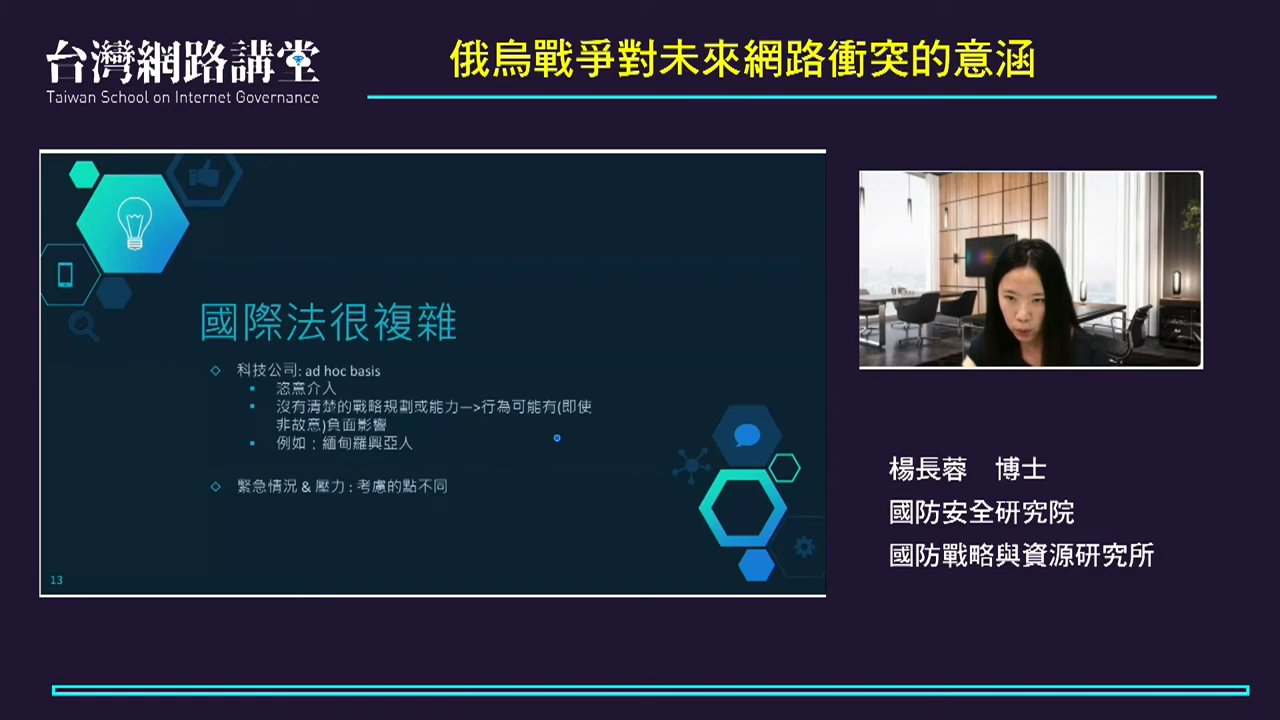 台灣網路講堂
Taiwan School on Internet Governance
俄烏戰爭對未來網路衝突的意涵
國際法很複雜
科技公司: ad hoc basis
恣意介入
沒有清楚的戰略規劃或能力—>行為可能有(即使
非故意)負面影響
例如：緬甸羅興亞人
緊急情況 & 壓力 : 考慮的點不同
13
楊長蓉 博士
國防安全研究院
國防戰略與資源研究所